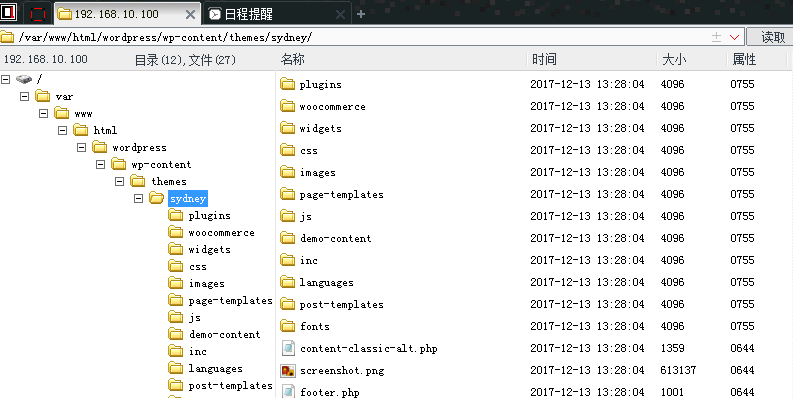 192.168.10.100 日程提醒
/var/www/html/wordpress/wp-content/themes/sydney/ 读取
192.168.10.100 目录(12),文件(27) 名称 时间 大小 属性
/
var
www
html
wordpress
wp-content
themes
sydney
plugins
woocommerce
widgets
css
images
page-templates
js
demo-content
inc
languages
post-templates
plugins 2017-12-13 13:28:04 4096 0755
woocommerce 2017-12-13 13:28:04 4096 0755
widgets 2017-12-13 13:28:04 4096 0755
css 2017-12-13 13:28:04 4096 0755
images 2017-12-13 13:28:04 4096 0755
page-templates 2017-12-13 13:28:04 4096 0755
js 2017-12-13 13:28:04 4096 0755
demo-content 2017-12-13 13:28:04 4096 0755
inc 2017-12-13 13:28:04 4096 0755
languages 2017-12-13 13:28:04 4096 0755
post-templates 2017-12-13 13:28:04 4096 0755
fonts 2017-12-13 13:28:04 4096 0755
content-classic-alt.php 2017-12-13 13:28:04 1359 0644
screenshot.png 2017-12-13 13:28:04 613137 0644
footer.php 2017-12-13 13:28:04 1001 0644